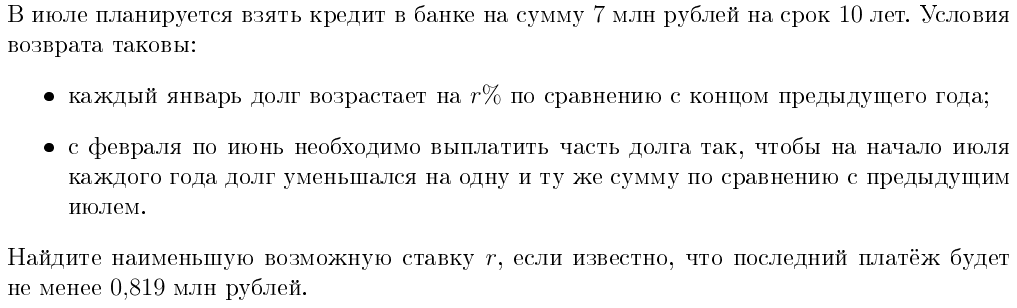 В июле планируется взять кредит в банке на сумму 7 млн рублей на срок 10 лет. Условия
возврата таковы:
• каждый январь долг возрастает на r% по сравнению с концом предыдущего года;
• с февраля по июнь необходимо выплатить часть долга так, чтобы на начало июля
каждого года долг уменьшался на одну и ту же сумму по сравнению с предыдущим
июлем.
Найдите наименьшую возможную ставку r, если известно, что последний платёж будет
не менее 0,819 млн рублей.